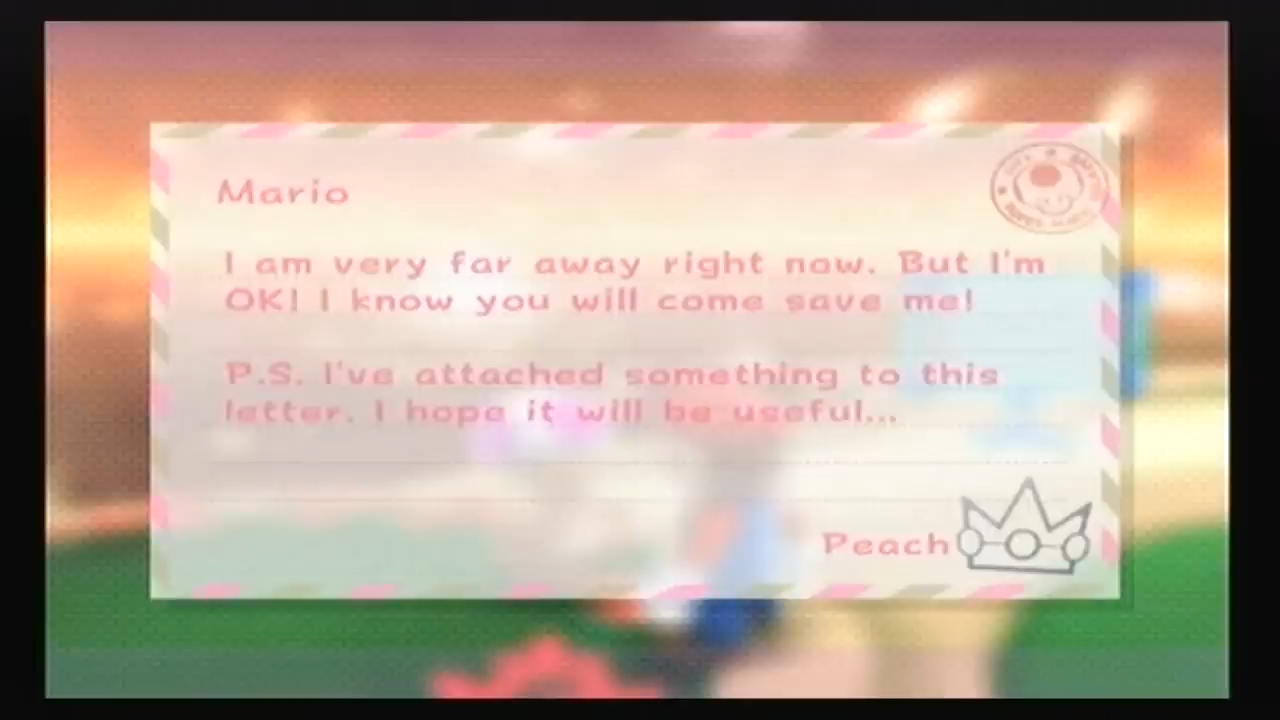 Mario
I am very far away right now. But I'm
OK! I know you will come save me!
P.S. I've attached something to this
letter. I hope it will be useful...
Peach